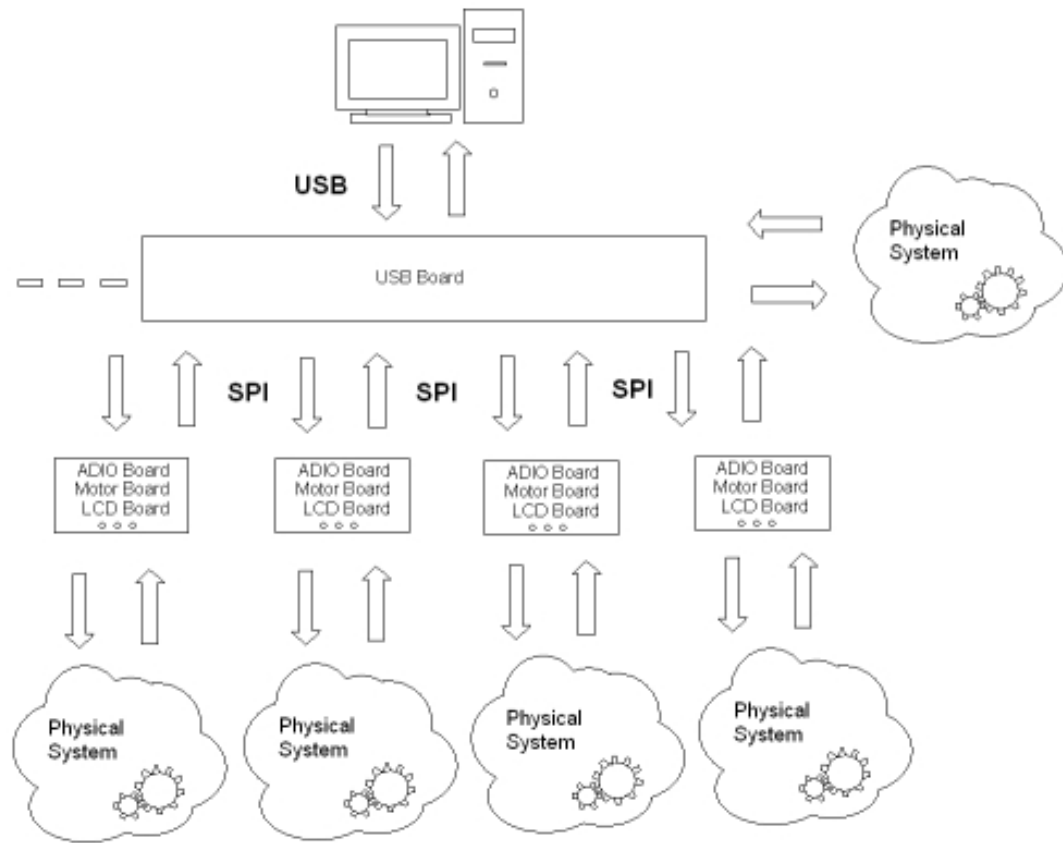 USB
Physical
System
USB Board
SPI
SPI
SPI
ADIO Board
Motor Board
LCD Board
ADIO Board
Motor Board
LCD Board
ADIO Board
Motor Board
LCD Board
ADIO Board
Motor Board
LCD Board
Physical
System
Physical
System
Physical
System
Physical
System